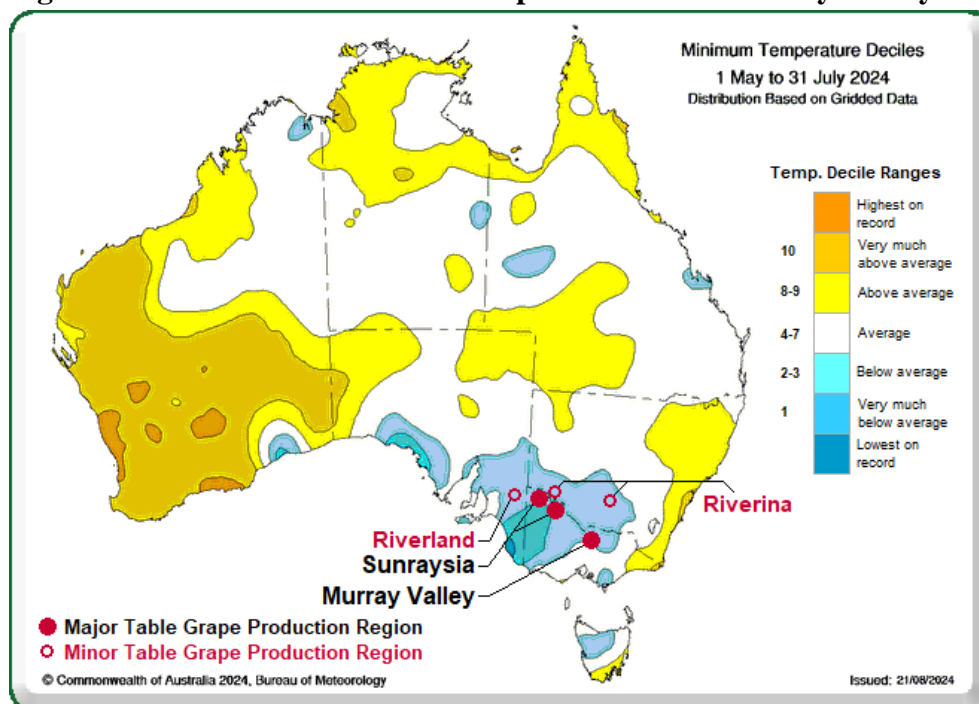 Minimum Temperature Deciles
1 May to 31 July 2024
Distribution Based on Gridded Data
Temp. Decile Ranges
Highest on
record
10
Very much
above average
8-9
Above average
4-7
Average
2-3
Below average
1
Very much
below average
Lowest on
record
Riverina
Riverland
Sunraysia
Murray Valley
Major Table Grape Production Region
Minor Table Grape Production Region
© Commonwealth of Australia 2024, Bureau of Meteorology
Issued: 21/08/2024